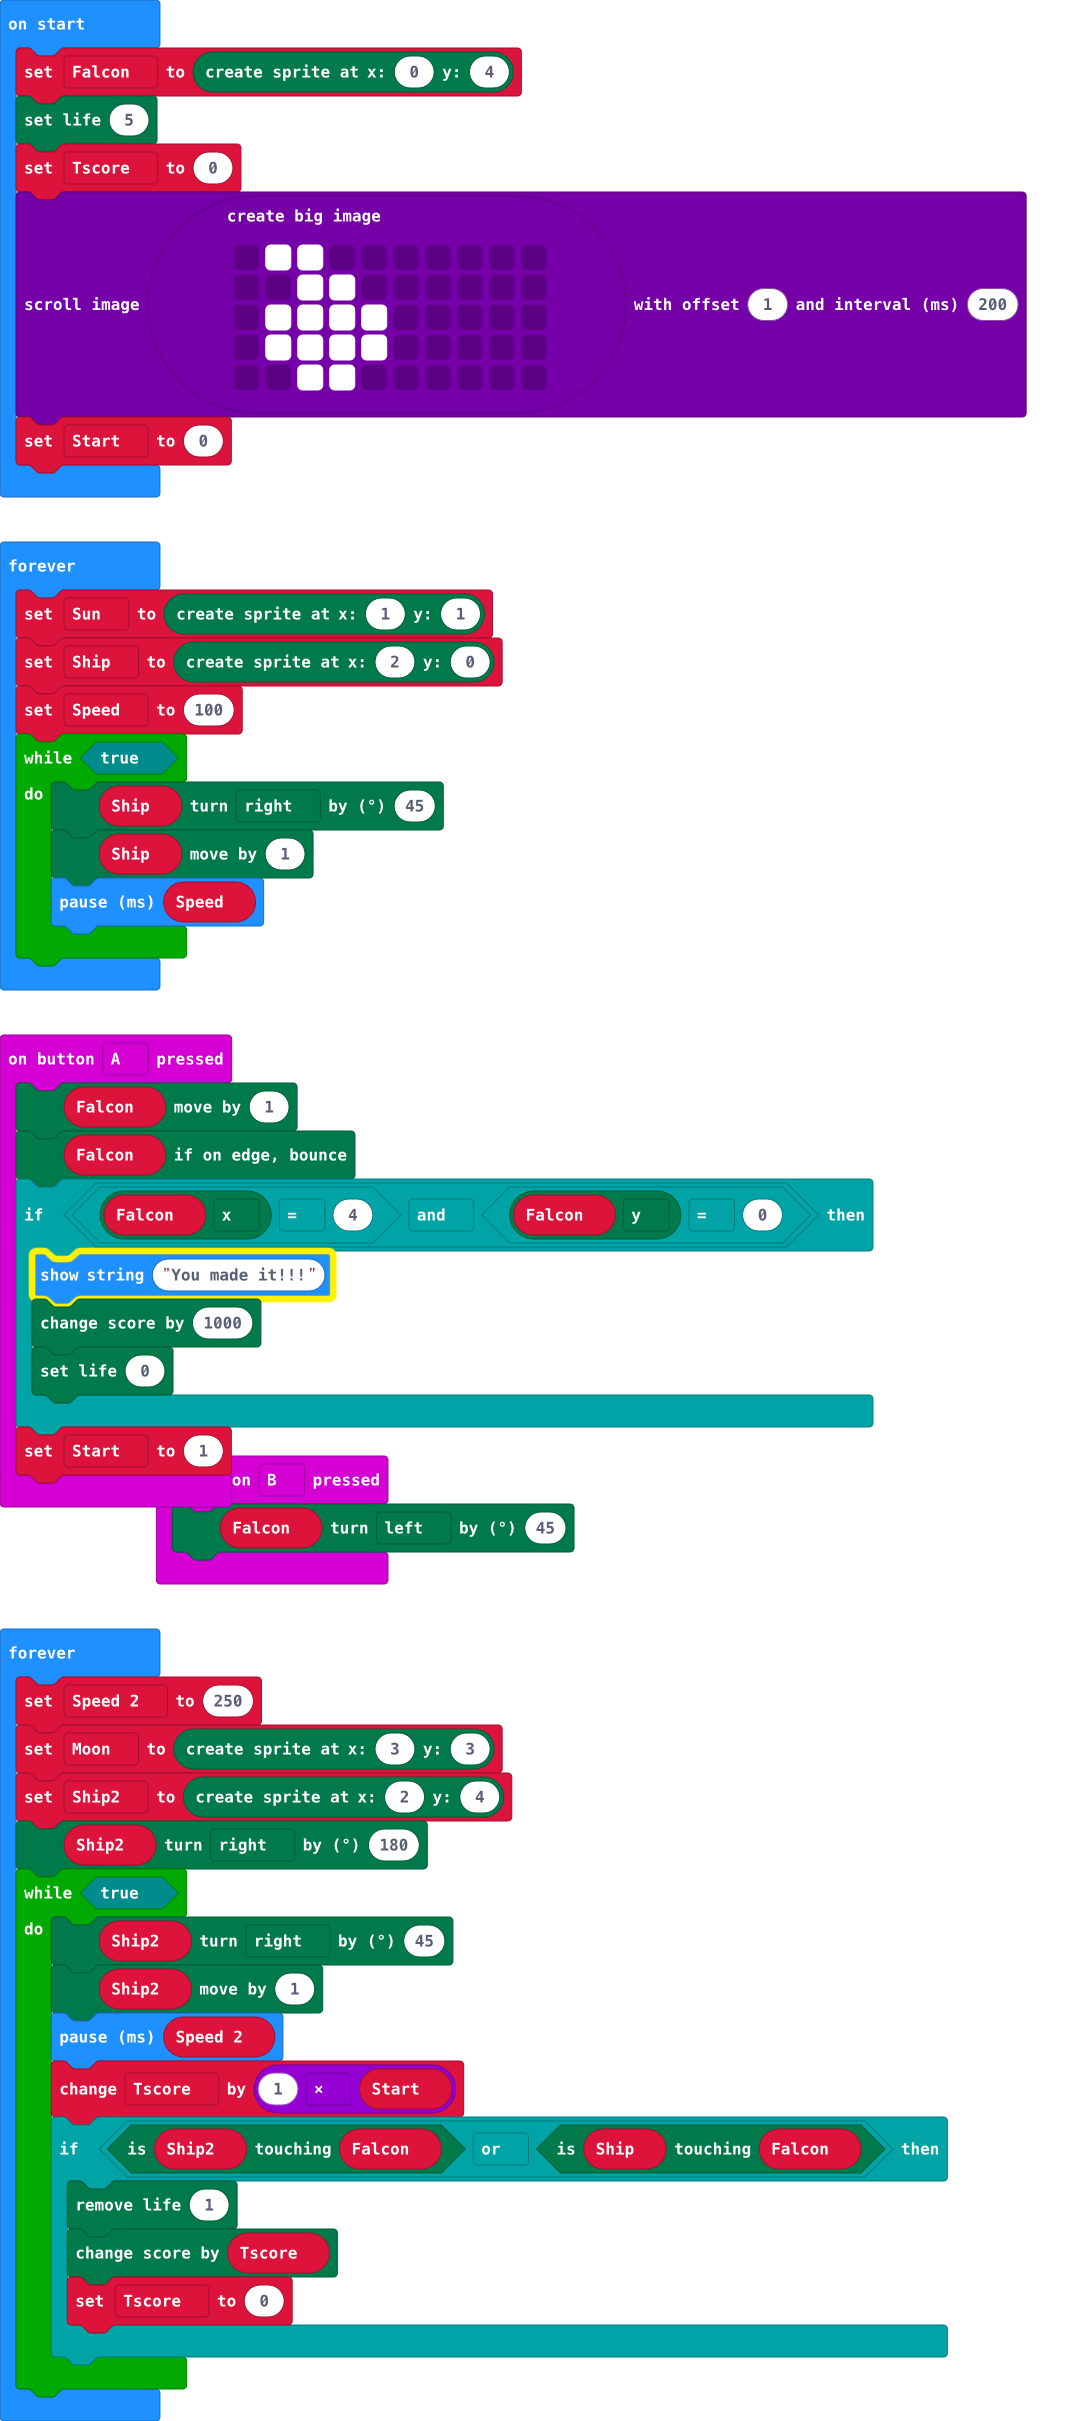 on start
set Falcon to create sprite at x: 0 y: 4
set life 5
set Tscore to 0
create big image
scroll image with offset 1 and interval (ms) 200
set Start to 0
forever
set Sun to create sprite at x: 1 y: 1
set Ship to create sprite at x: 2 y: 0
set Speed to 100
while true
do
Ship turn right by (°) 45
Ship move by 1
pause (ms) Speed
on button A pressed
Falcon move by 1
Falcon if on edge, bounce
if Falcon x = 4 and Falcon y = 0 then
show string "You made it!!!"
change score by 1000
set life 0
set Start to 1
on B pressed
Falcon turn left by (°) 45
forever
set Speed 2 to 250
set Moon to create sprite at x: 3 y: 3
set Ship2 to create sprite at x: 2 y: 4
Ship2 turn right by (°) 180
while true
do
Ship2 turn right by (°) 45
Ship2 move by 1
pause (ms) Speed 2
change Tscore by 1 × Start
if is Ship2 touching Falcon or is Ship touching Falcon then
remove life 1
change score by Tscore
set Tscore to 0